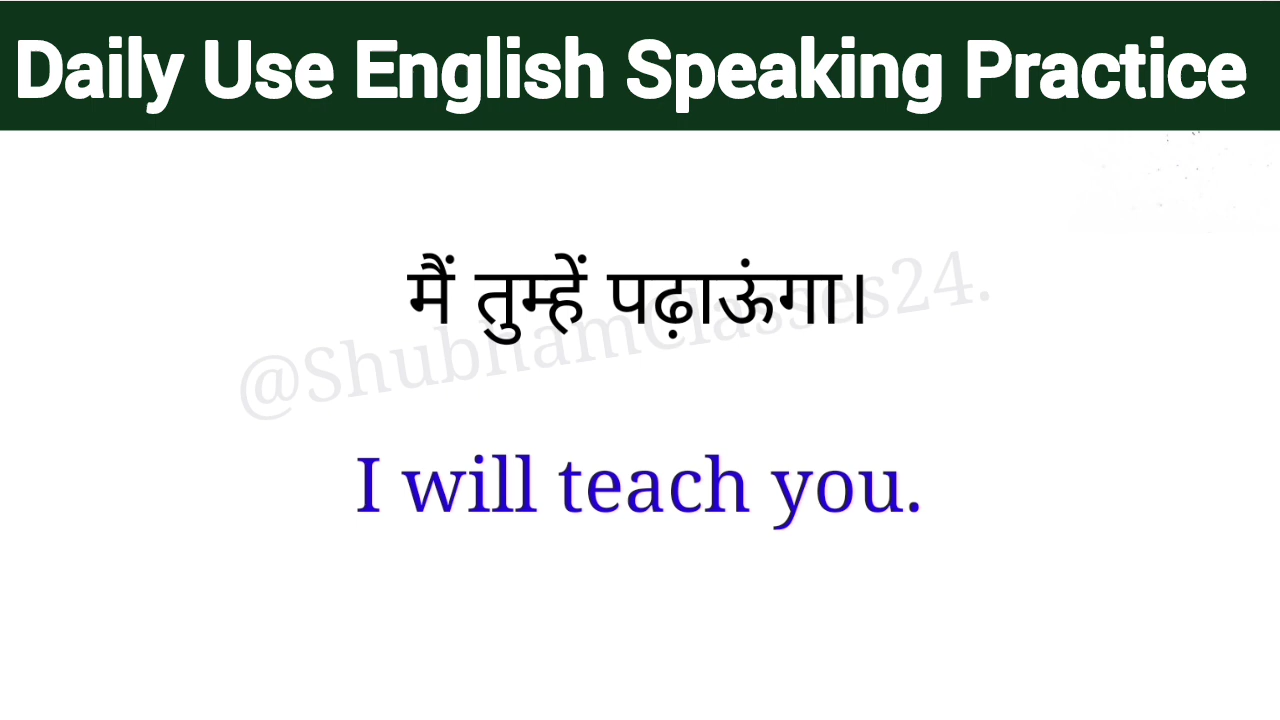 Daily Use English Speaking Practice
मैं तुम्हें पढ़ाऊंगा।
@ShubhamClasses24.
I will teach you.